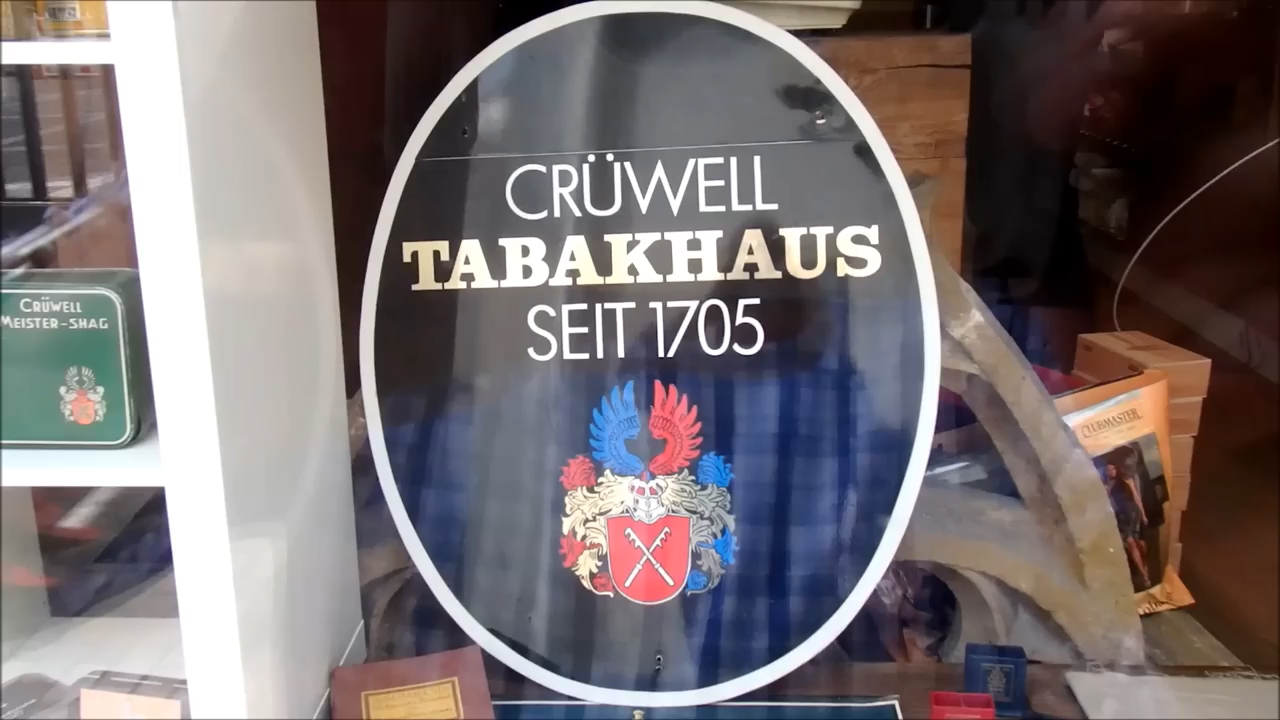 CRÜWELL
TABAKHAUS
SEIT 1705
CRÜWELL
MEISTER-SHAG
CLUBMASTER